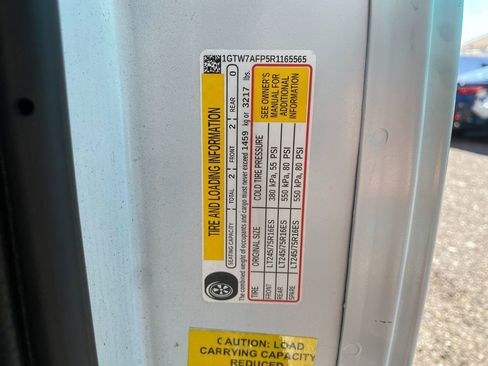 1GTW7AFP5R1165565
TIRE AND LOADING INFORMATION
SEATING CAPACITY TOTAL 2 FRONT 2 REAR 0
The combined weight of occupants and cargo must never exceed 1459 kg or 3217 lbs.
TIRE ORIGINAL SIZE COLD TIRE PRESSURE
FRONT LT245/75R16ES 380 kPa, 55 PSI
REAR LT245/75R16ES 550 kPa, 80 PSI
SPARE LT245/75R16ES 550 kPa, 80 PSI
SEE OWNER'S
MANUAL FOR
ADDITIONAL
INFORMATION
CAUTION: LOAD
CARRYING CAPACITY
REDUCED